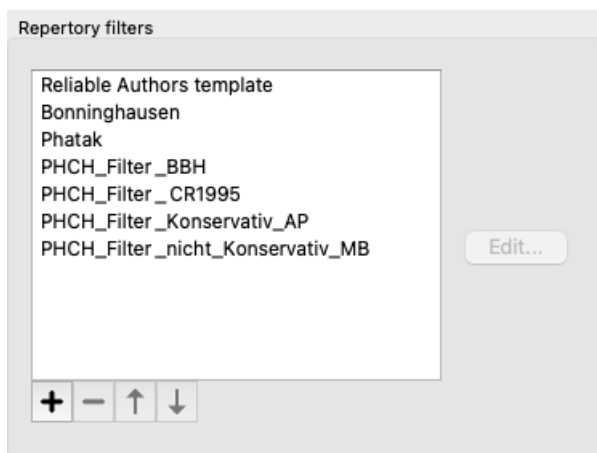 Repertory filters
Reliable Authors template
Bonninghausen
Phatak
PHCH_Filter_BBH
PHCH_Filter_CR1995
PHCH_Filter_Konservativ_AP
PHCH_Filter_nicht_Konservativ_MB
Edit...